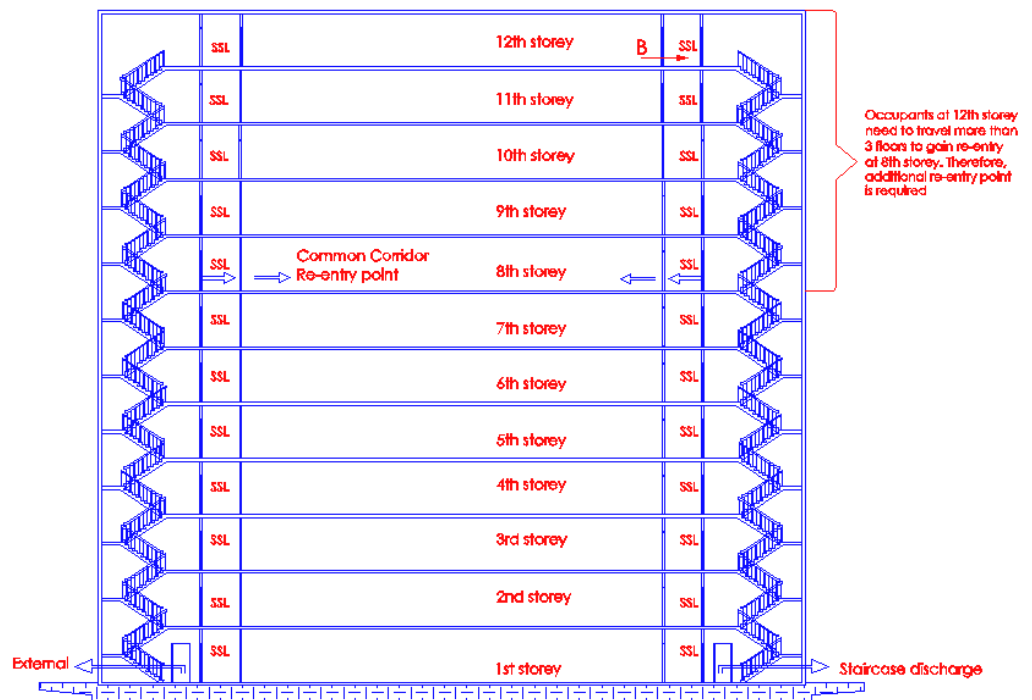 SSL 12th storey B SSL
SSL 11th storey SSL
Occupants at 12th storey
need to travel more than
3 floors to gain re-entry
at 8th storey. Therefore,
additional re-entry point
is required
SSL 10th storey SSL
SSL 9th storey SSL
Common Corridor
Re-entry point
SSL 8th storey SSL
SSL 7th storey SSL
SSL 6th storey SSL
SSL 5th storey SSL
SSL 4th storey SSL
SSL 3rd storey SSL
SSL 2nd storey SSL
SSL 1st storey SSL
External
Staircase discharge